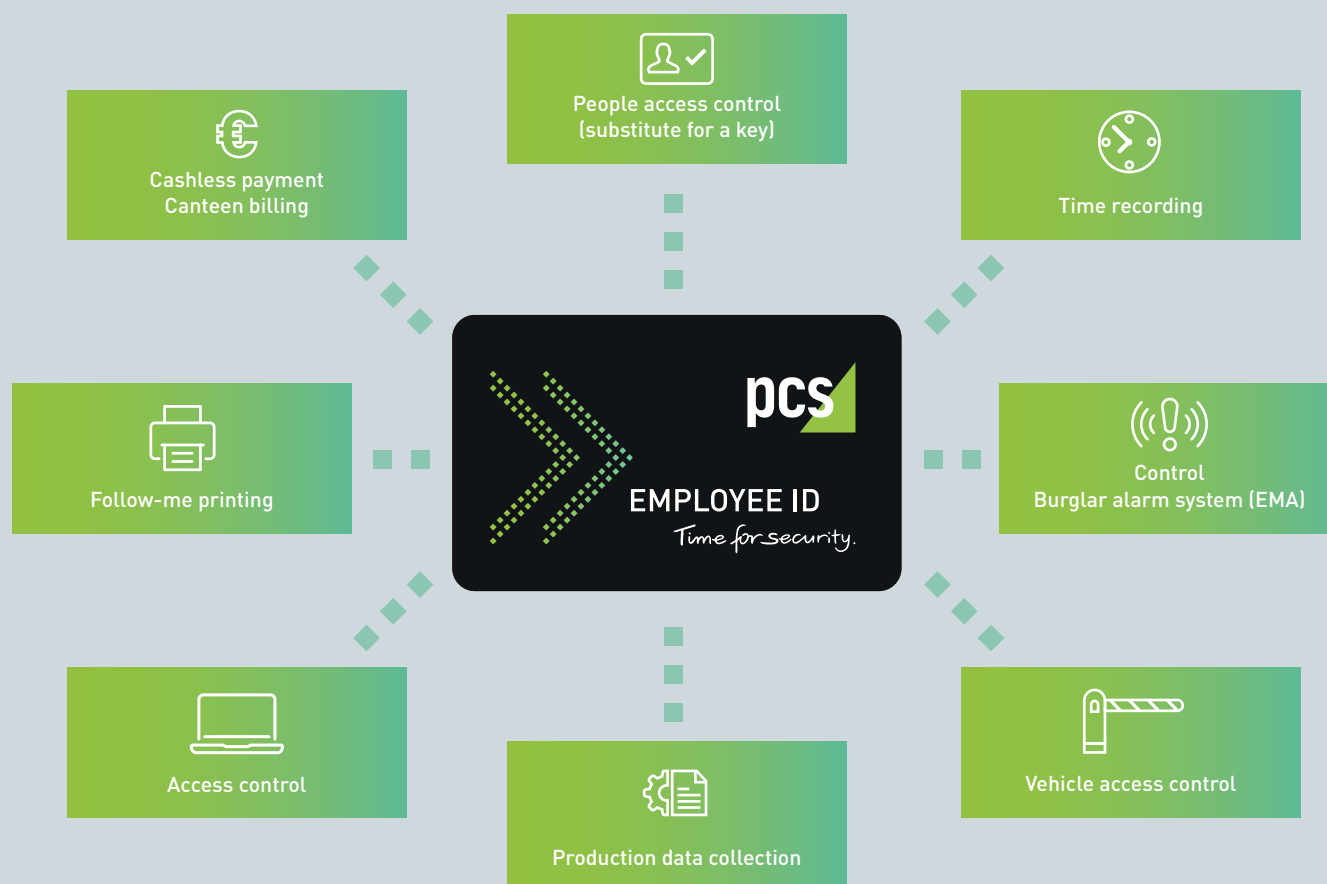 People access control
(substitute for a key)
Cashless payment
Canteen billing
Time recording
pcs
EMPLOYEE ID
Time for security.
Follow-me printing
Control
Burglar alarm system (EMA)
Access control
Vehicle access control
Production data collection